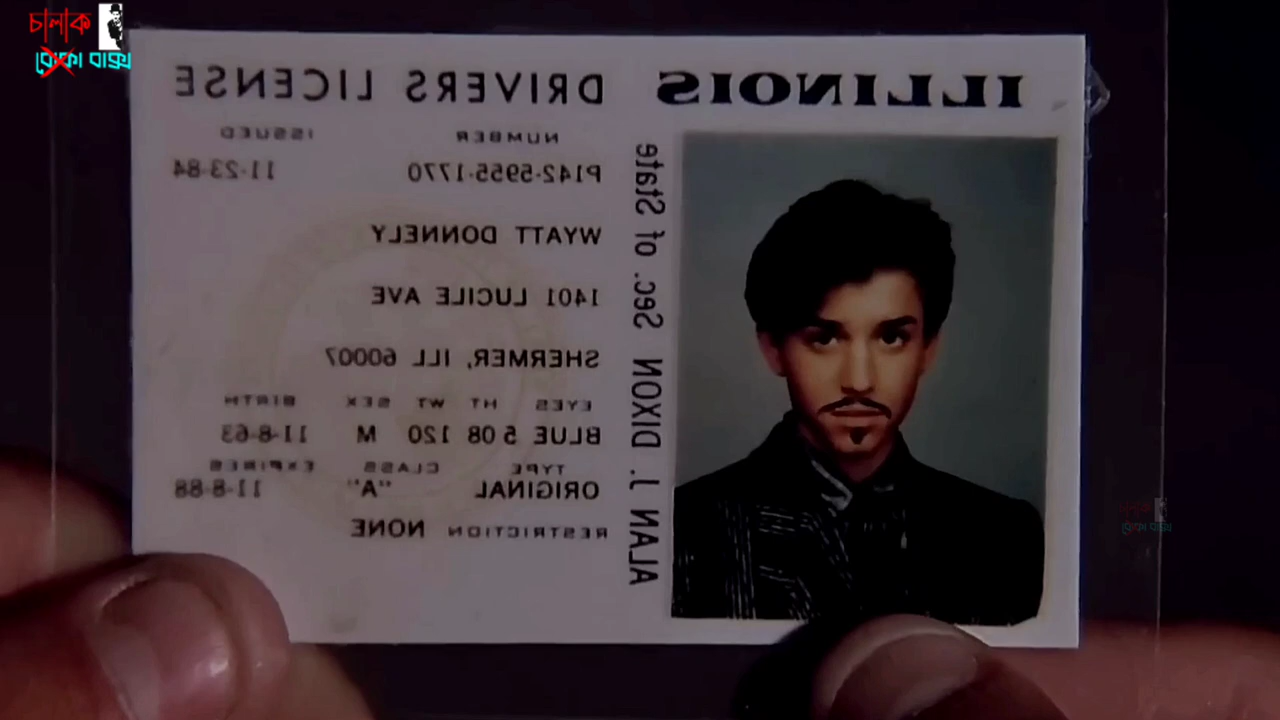 চালাক
বোকা বাক্স
ILLINOIS DRIVERS LICENSE
NUMBER ISSUED
P142-5955-1770 11-23-84
WYATT DONNELY
1401 LUCILE AVE
SHERMER, ILL 60007
EYES HT WT SEX BIRTH
BLUE 5 08 120 M 11-8-63
TYPE CLASS EXPIRES
ORIGINAL "A" 11-8-88
RESTRICTION NONE
ALAN J. DIXON Sec. of State
চালাক
বোকা বাক্স